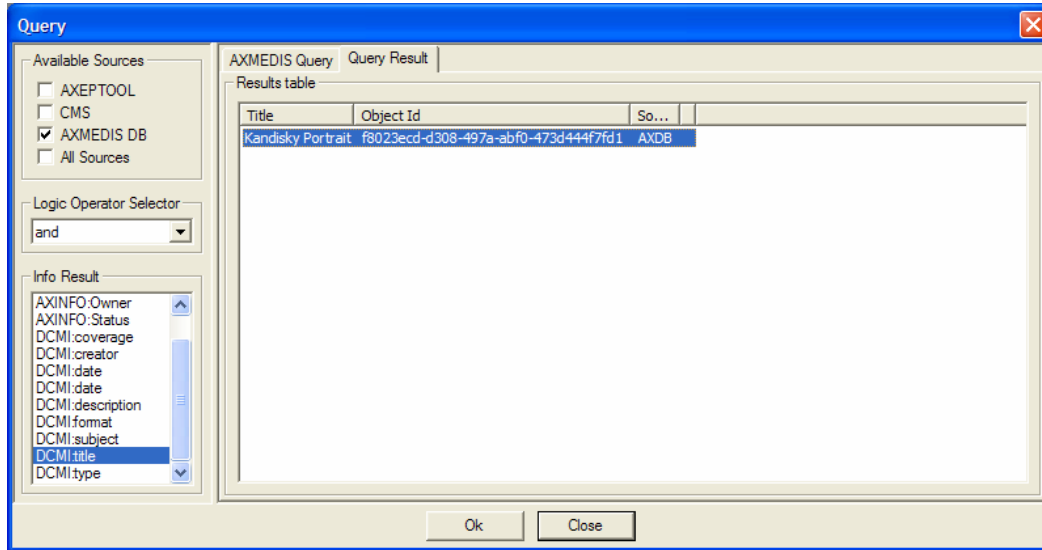 Query
Available Sources
AXEPTOOL
CMS
AXMEDIS DB
All Sources
Logic Operator Selector
and
Info Result
AXINFO:Owner
AXINFO:Status
DCMI:coverage
DCMI:creator
DCMI:date
DCMI:date
DCMI:description
DCMI:format
DCMI:subject
DCMI:title
DCMI:type
AXMEDIS Query Query Result
Results table
Title Object Id So...
Kandisky Portrait f8023ecd-d308-497a-abf0-473d444f7fd1 AXDB
Ok Close